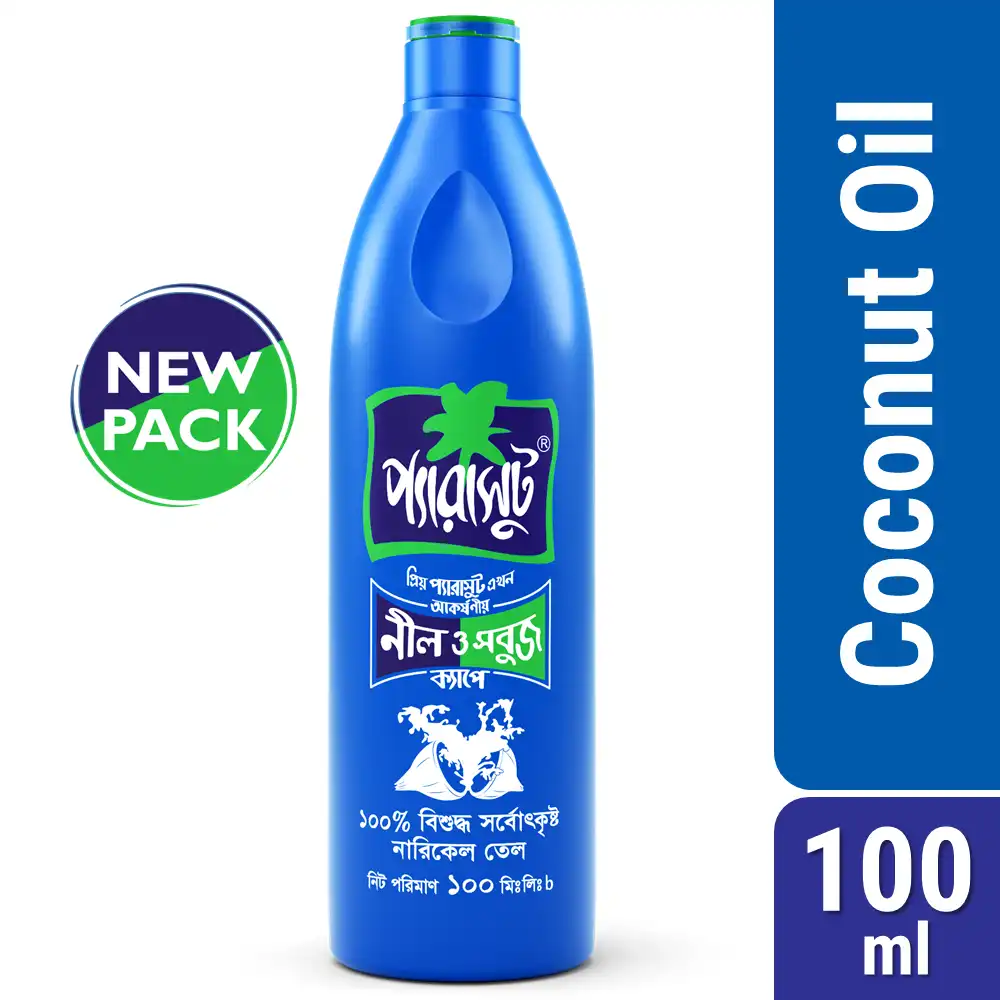 NEW
PACK
প্যারাসুট®
প্রিয় প্যারাসুট এখন
আকর্ষণীয়
নীল ও সবুজ
ক্যাপে
১০০% বিশুদ্ধ সর্বোৎকৃষ্ট
নারিকেল তেল
নিট পরিমাণ ১০০ মিঃলিঃb
Coconut Oil
100
ml